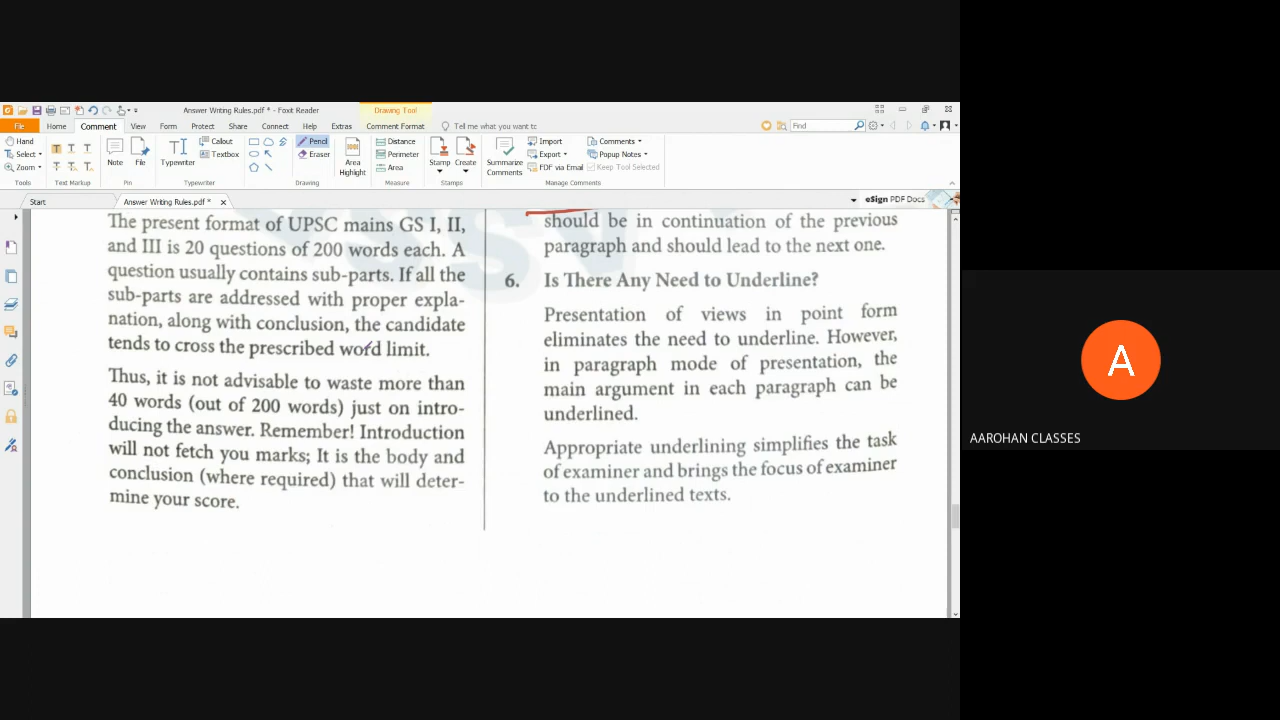 Answer Writing Rules.pdf * - Foxit Reader
Drawing Tool
File Home Comment View Form Protect Share Connect Help Extras Comment Format Tell me what you want tc
Find
Hand
Select
Zoom
Tools
Text Markup
Note
File
Pin
Typewriter
Callout
Textbox
Typewriter
Pencil
Eraser
Drawing
Area
Highlight
Distance
Perimeter
Area
Measure
Stamp
Create
Stamps
Summarize
Comments
Import
Export
FDF via Email
Comments
Popup Notes
Keep Tool Selected
Manage Comments
Start
Answer Writing Rules.pdf *
eSign PDF Docs
The present format of UPSC mains GS I, II,
and III is 20 questions of 200 words each. A
question usually contains sub-parts. If all the
sub-parts are addressed with proper expla-
nation, along with conclusion, the candidate
tends to cross the prescribed word limit.
Thus, it is not advisable to waste more than
40 words (out of 200 words) just on intro-
ducing the answer. Remember! Introduction
will not fetch you marks; It is the body and
conclusion (where required) that will deter-
mine your score.
should be in continuation of the previous
paragraph and should lead to the next one.
6. Is There Any Need to Underline?
Presentation of views in point form
eliminates the need to underline. However,
in paragraph mode of presentation, the
main argument in each paragraph can be
underlined.
Appropriate underlining simplifies the task
of examiner and brings the focus of examiner
to the underlined texts.
A
AAROHAN CLASSES